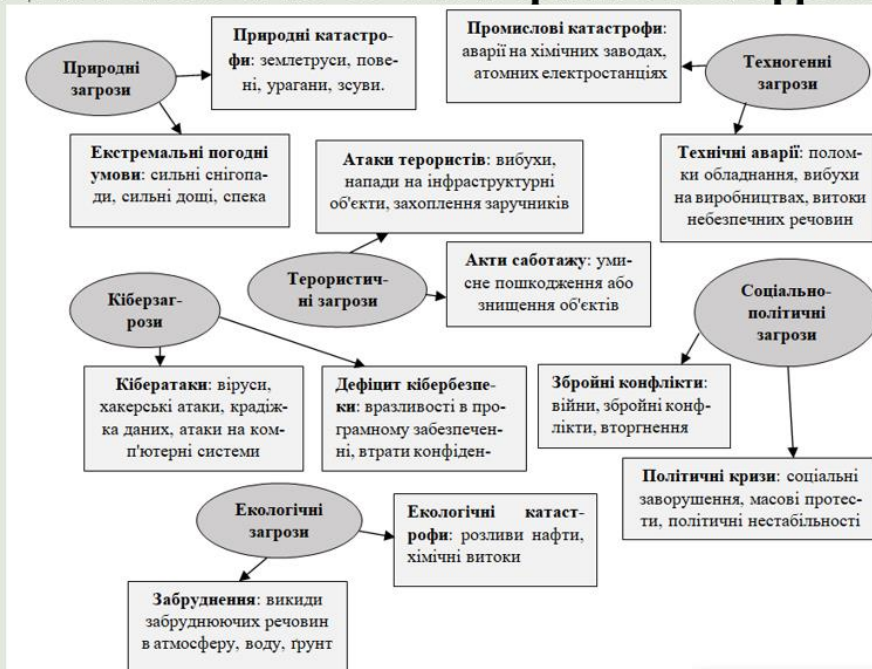 Природні
загрози
Природні катастро-
фи: землетруси, пове-
ні, урагани, зсуви.
Промислові катастрофи:
аварії на хімічних заводах,
атомних електростанціях
Техногенні
загрози
Екстремальні погодні
умови: сильні снігопа-
ди, сильні дощі, спека
Атаки терористів: вибухи,
напади на інфраструктурні
об'єкти, захоплення заручників
Технічні аварії: полом-
ки обладнання, вибухи
на виробництвах, витоки
небезпечних речовин
Терористич-
ні загрози
Акти саботажу: уми-
сне пошкодження або
знищення об'єктів
Кіберзаг-
рози
Соціально-
політичні
загрози
Кібератаки: віруси,
хакерські атаки, крадіж-
ка даних, атаки на ком-
п'ютерні системи
Дефіцит кібербезпе-
ки: вразливості в про-
грамному забезпечен-
ні, втрати конфіден-
Збройні конфлікти:
війни, збройні конф-
лікти, вторгнення
Політичні кризи: соціальні
заворушення, масові протес-
ти, політичні нестабільності
Екологічні
загрози
Екологічні катаст-
рофи: розливи нафти,
хімічні витоки
Забруднення: викиди
забруднюючих речовин
в атмосферу, воду, ґрунт